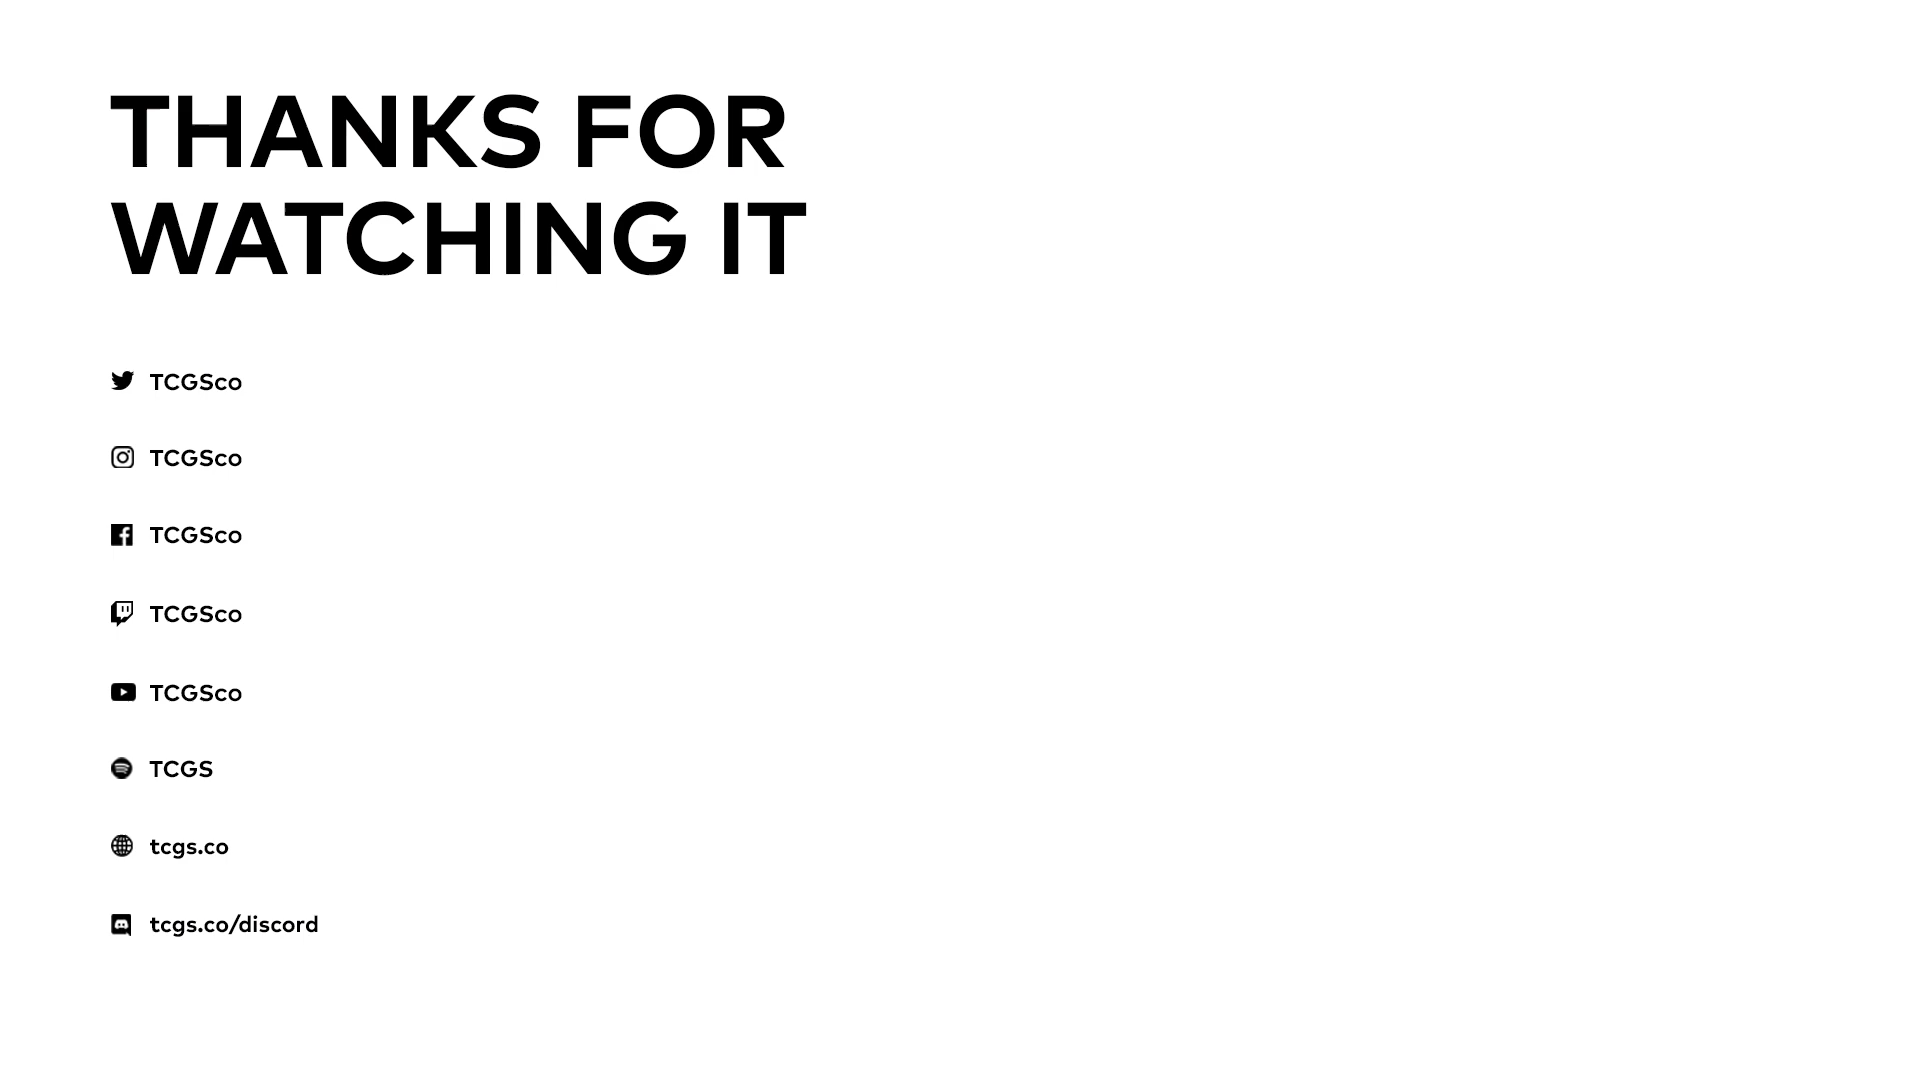 THANKS FOR
WATCHING IT
TCGSco
TCGSco
TCGSco
TCGSco
TCGSco
TCGS
tcgs.co
tcgs.co/discord